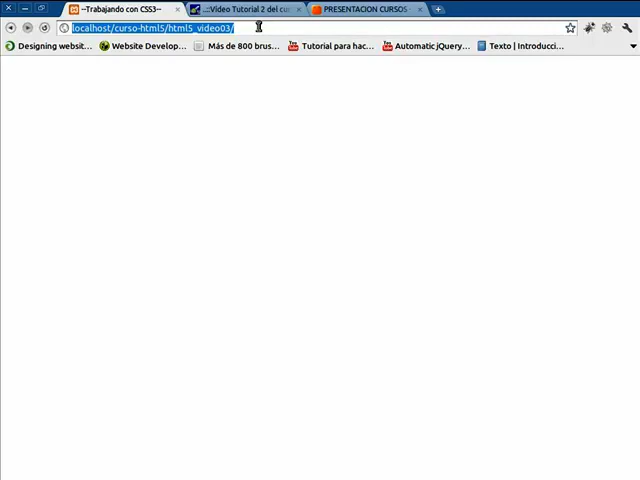 --Trabajando con CSS3-- ..::Video Tutorial 2 del cu PRESENTACION CURSOS
localhost/curso-html5/html5_video03/
Designing websit... Website Develop... Más de 800 brus... Tutorial para hac... Automatic jQuery... Texto | Introducci...